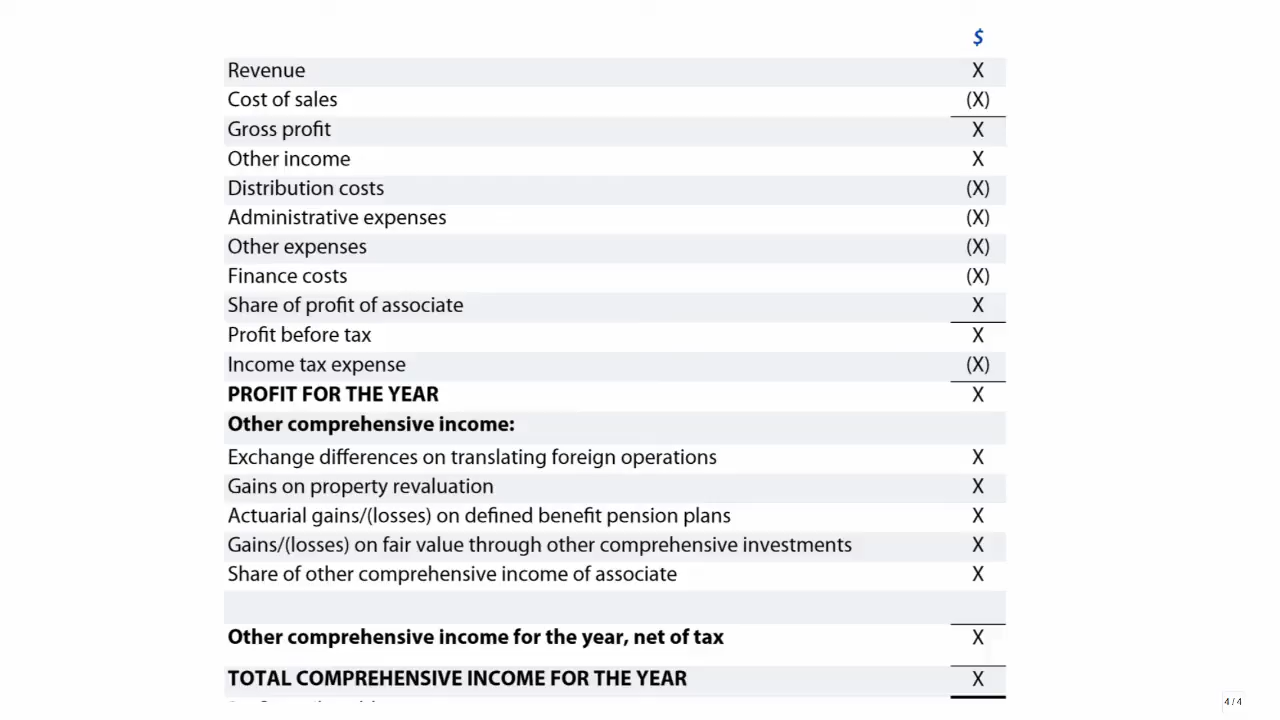 $
Revenue X
Cost of sales (X)
Gross profit X
Other income X
Distribution costs (X)
Administrative expenses (X)
Other expenses (X)
Finance costs (X)
Share of profit of associate X
Profit before tax X
Income tax expense (X)
PROFIT FOR THE YEAR X
Other comprehensive income:
Exchange differences on translating foreign operations X
Gains on property revaluation X
Actuarial gains/(losses) on defined benefit pension plans X
Gains/(losses) on fair value through other comprehensive investments X
Share of other comprehensive income of associate X
Other comprehensive income for the year, net of tax X
TOTAL COMPREHENSIVE INCOME FOR THE YEAR X
4 / 4